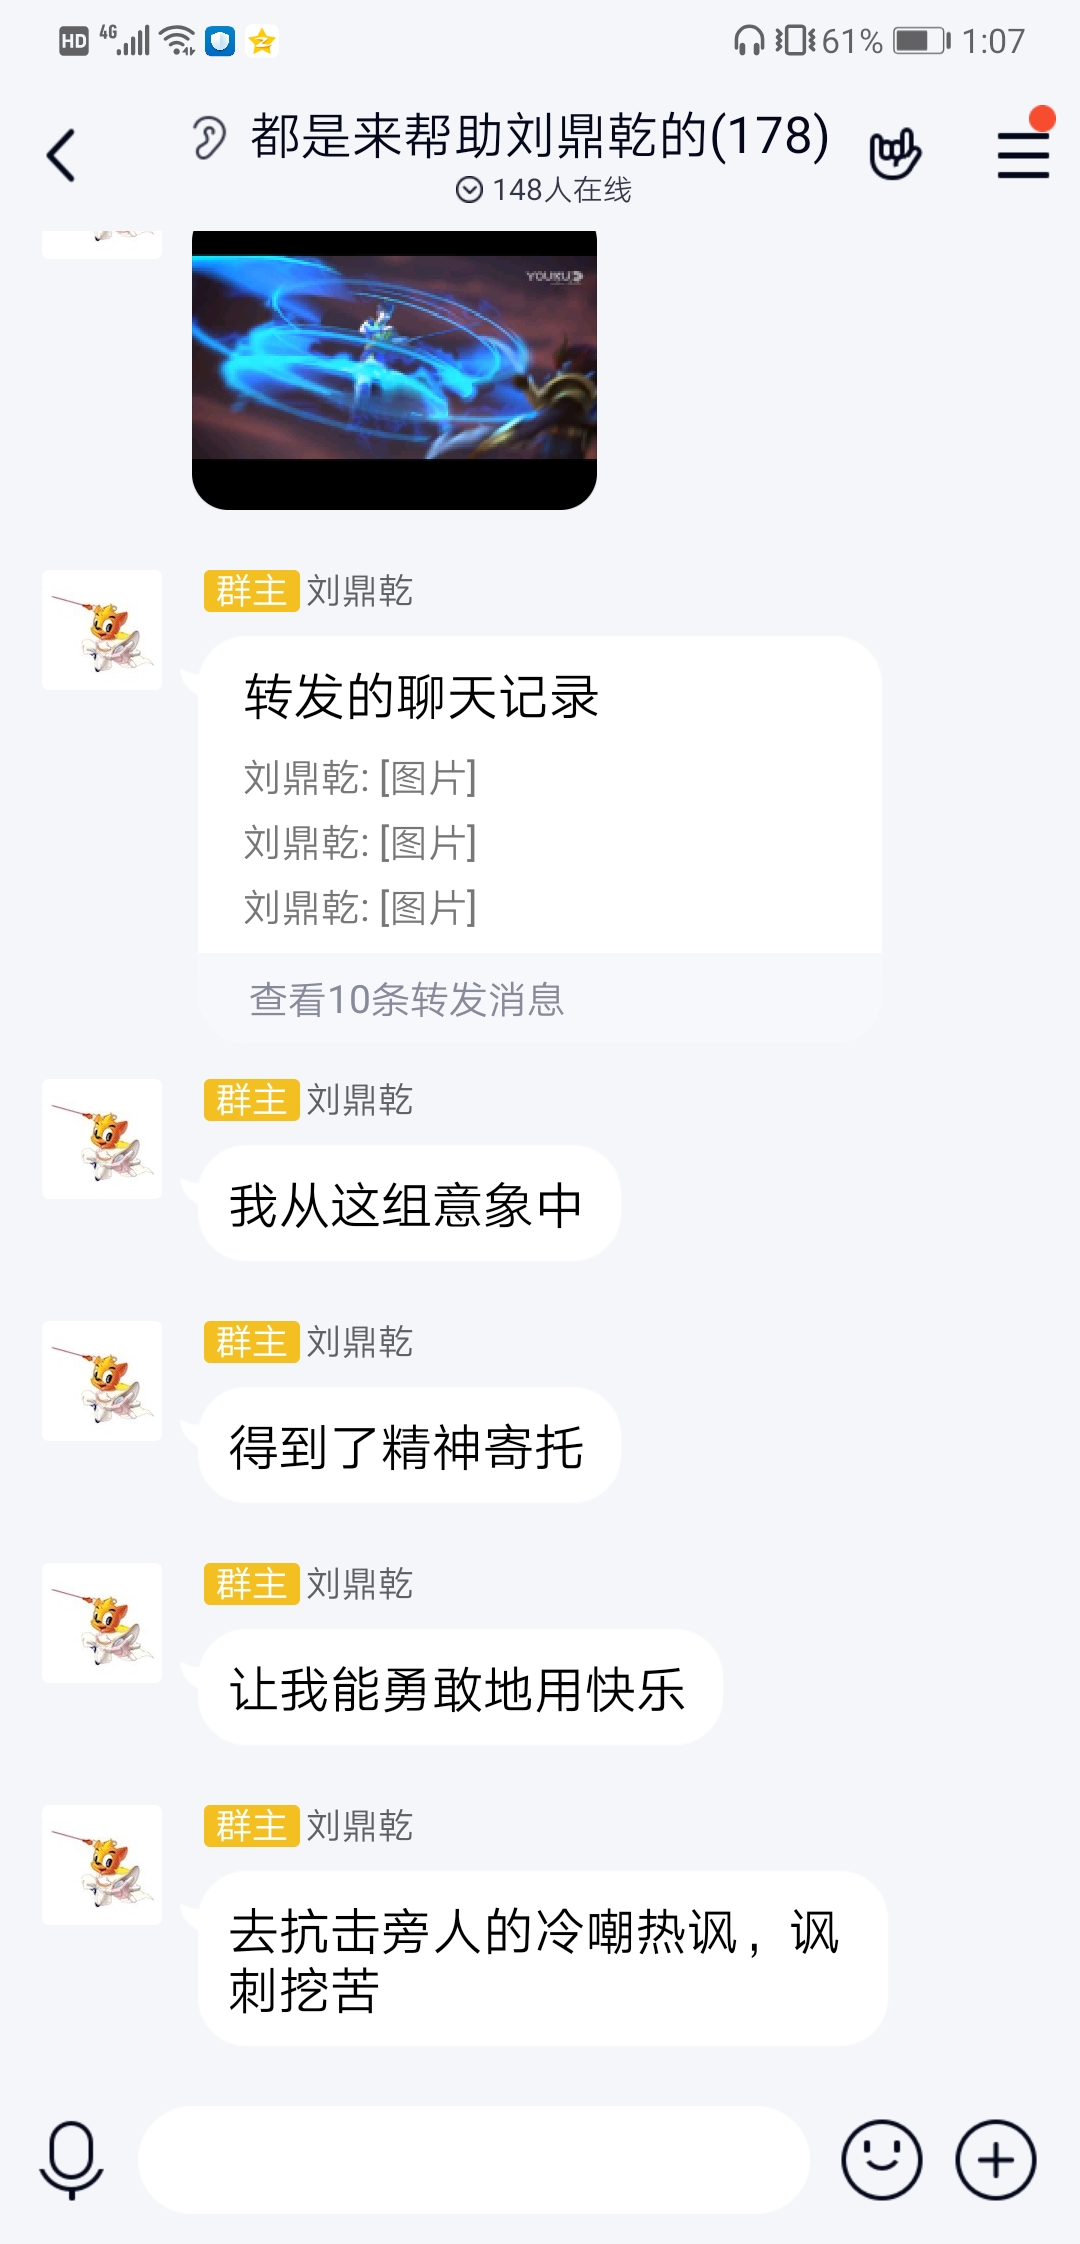 HD 4G 61% 1:07
都是来帮助刘鼎乾的(178)
148人在线
YOUKU
群主 刘鼎乾
转发的聊天记录
刘鼎乾: [图片]
刘鼎乾: [图片]
刘鼎乾: [图片]
查看10条转发消息
群主 刘鼎乾
我从这组意象中
群主 刘鼎乾
得到了精神寄托
群主 刘鼎乾
让我能勇敢地用快乐
群主 刘鼎乾
去抗击旁人的冷嘲热讽，讽
刺挖苦